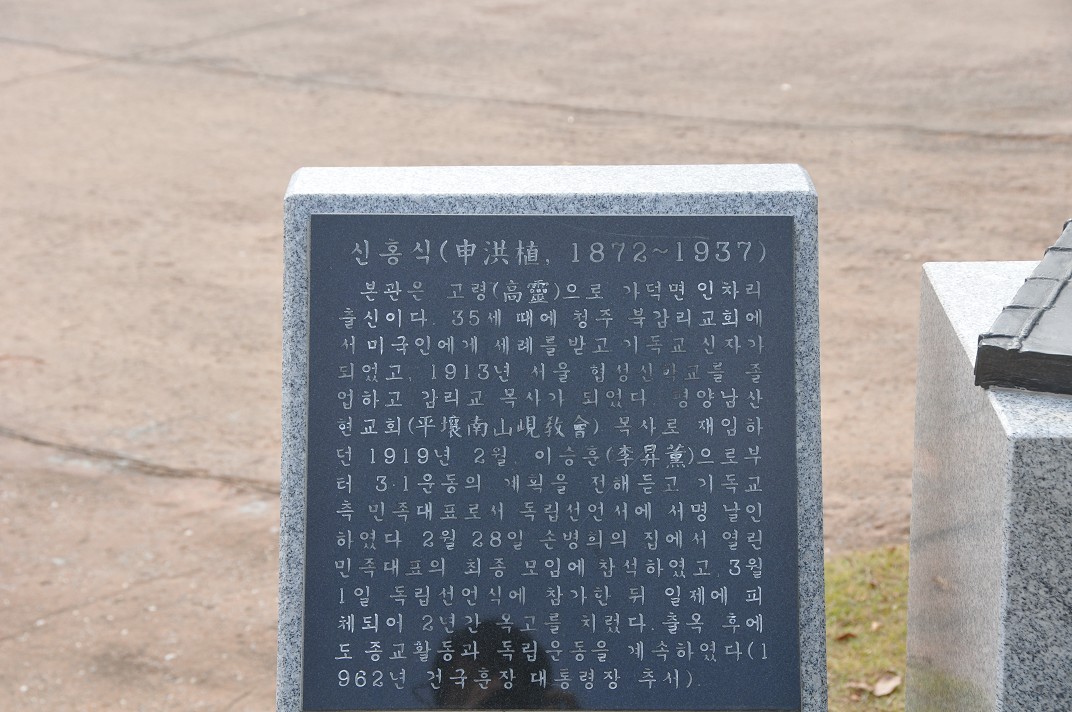 신홍식(申洪植, 1872~1937)
본관은 고령(高靈)으로 가덕면 인차리
출신이다. 35세 때에 청주 북감리교회에
서 미국인에게 세례를 받고 기독교 신자가
되었고, 1913년 서울 협성신학교를 졸
업하고 감리교 목사가 되었다. 평양남산
현교회(平壤南山峴敎會) 목사로 재임하
던 1919년 2월, 이승훈(李昇薰)으로부
터 3·1운동의 계획을 전해듣고 기독교
측 민족대표로서 독립선언서에 서명 날인
하였다. 2월 28일 손병희의 집에서 열린
민족대표의 최종 모임에 참석하였고, 3월
1일 독립선언식에 참가한 뒤 일제에 피
체되어 2년간 옥고를 치렀다. 출옥 후에
도 종교활동과 독립운동을 계속하였다(1
962년 건국훈장 대통령장 추서).